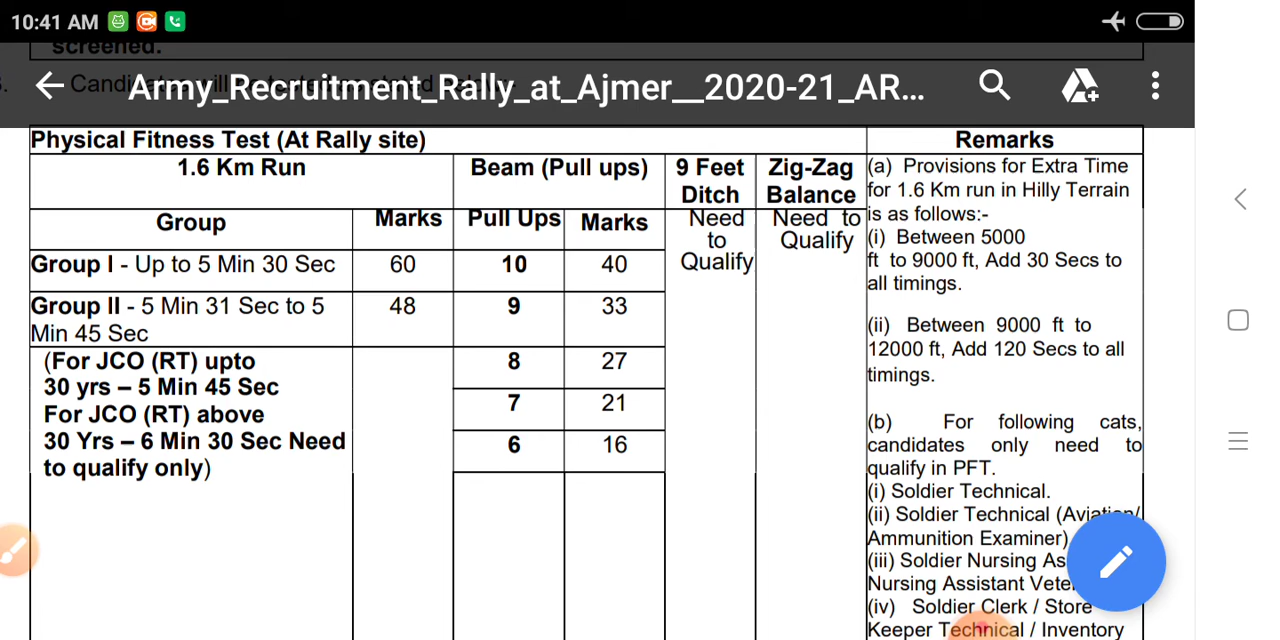 10:41 AM
screened.
Army_Recruitment_Rally_at_Ajmer__2020-21_AR...
Physical Fitness Test (At Rally site)
Remarks
1.6 Km Run
Beam (Pull ups)
9 Feet
Ditch
Zig-Zag
Balance
Group
Marks
Pull Ups
Marks
Need
to
Qualify
Need to
Qualify
Group I - Up to 5 Min 30 Sec
60
10
40
Group II - 5 Min 31 Sec to 5
Min 45 Sec
48
9
33
(For JCO (RT) upto
30 yrs – 5 Min 45 Sec
For JCO (RT) above
30 Yrs – 6 Min 30 Sec Need
to qualify only)
8
27
7
21
6
16
(a) Provisions for Extra Time
for 1.6 Km run in Hilly Terrain
is as follows:-
(i) Between 5000
ft to 9000 ft, Add 30 Secs to
all timings.
(ii) Between 9000 ft to
12000 ft, Add 120 Secs to all
timings.
(b) For following cats,
candidates only need to
qualify in PFT.
(i) Soldier Technical.
(ii) Soldier Technical (Aviation/
Ammunition Examiner)
(iii) Soldier Nursing As
Nursing Assistant Vete
(iv) Soldier Clerk / Store
Keeper Technical / Inventory